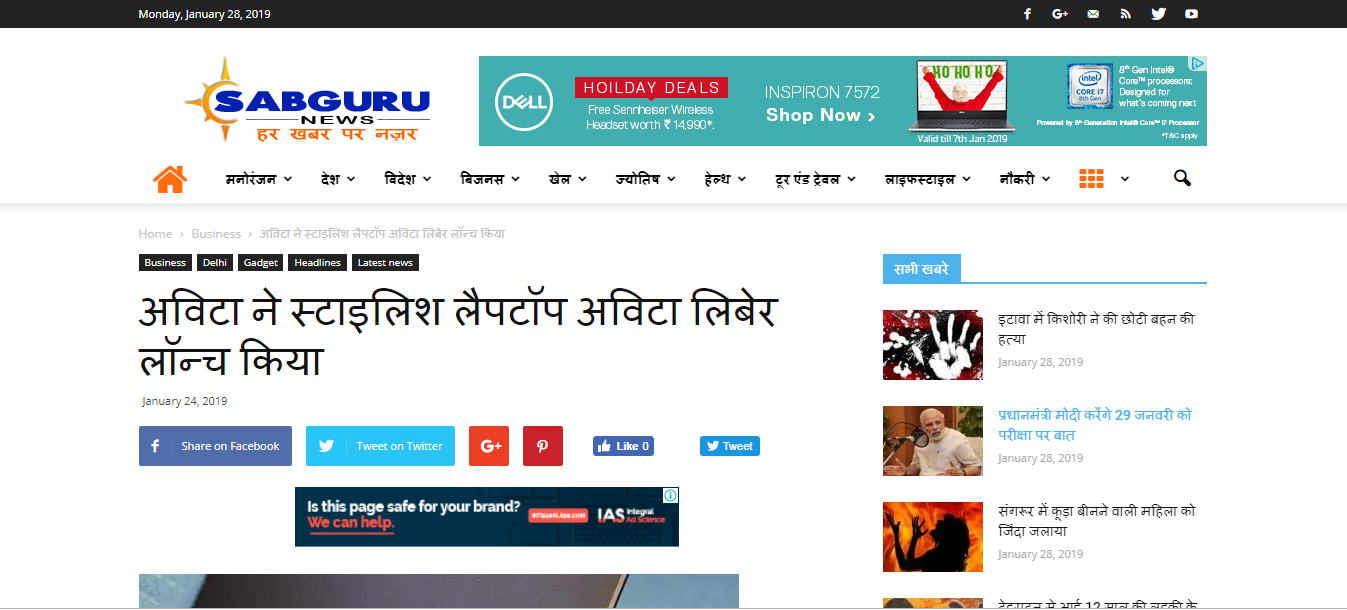 Monday, January 28, 2019
SABGURU
NEWS
हर खबर पर नज़र
DELL
HOILDAY DEALS
Free Sennheiser Wireless
Headset worth ₹ 14,990*.
INSPIRON 7572
Shop Now >
HO HO HO
Valid till 7th Jan 2019
intel
CORE i7
8th Gen
8th Gen Intel®
Core™ processors:
Designed for
what's coming next
Powered by 8th Generation Intel® Core™ i7 Processor
*T&C apply
मनोरंजन देश विदेश बिजनस खेल ज्योतिष हेल्थ टूर एंड ट्रेवल लाइफस्टाइल नौकरी
Home › Business › अविटा ने स्टाइलिश लैपटॉप अविटा लिबेर लॉन्च किया
Business Delhi Gadget Headlines Latest news
अविटा ने स्टाइलिश लैपटॉप अविटा लिबेर
लॉन्च किया
January 24, 2019
Share on Facebook Tweet on Twitter G+ Like 0 Tweet
Is this page safe for your brand?
We can help.
INTEGRALADS.COM
IAS Integral
Ad Science
सभी खबरे
इटावा में किशोरी ने की छोटी बहन की
हत्या
January 28, 2019
प्रधानमंत्री मोदी करेंगे 29 जनवरी को
परीक्षा पर बात
January 28, 2019
संगरूर में कूड़ा बीनने वाली महिला को
जिंदा जलाया
January 28, 2019